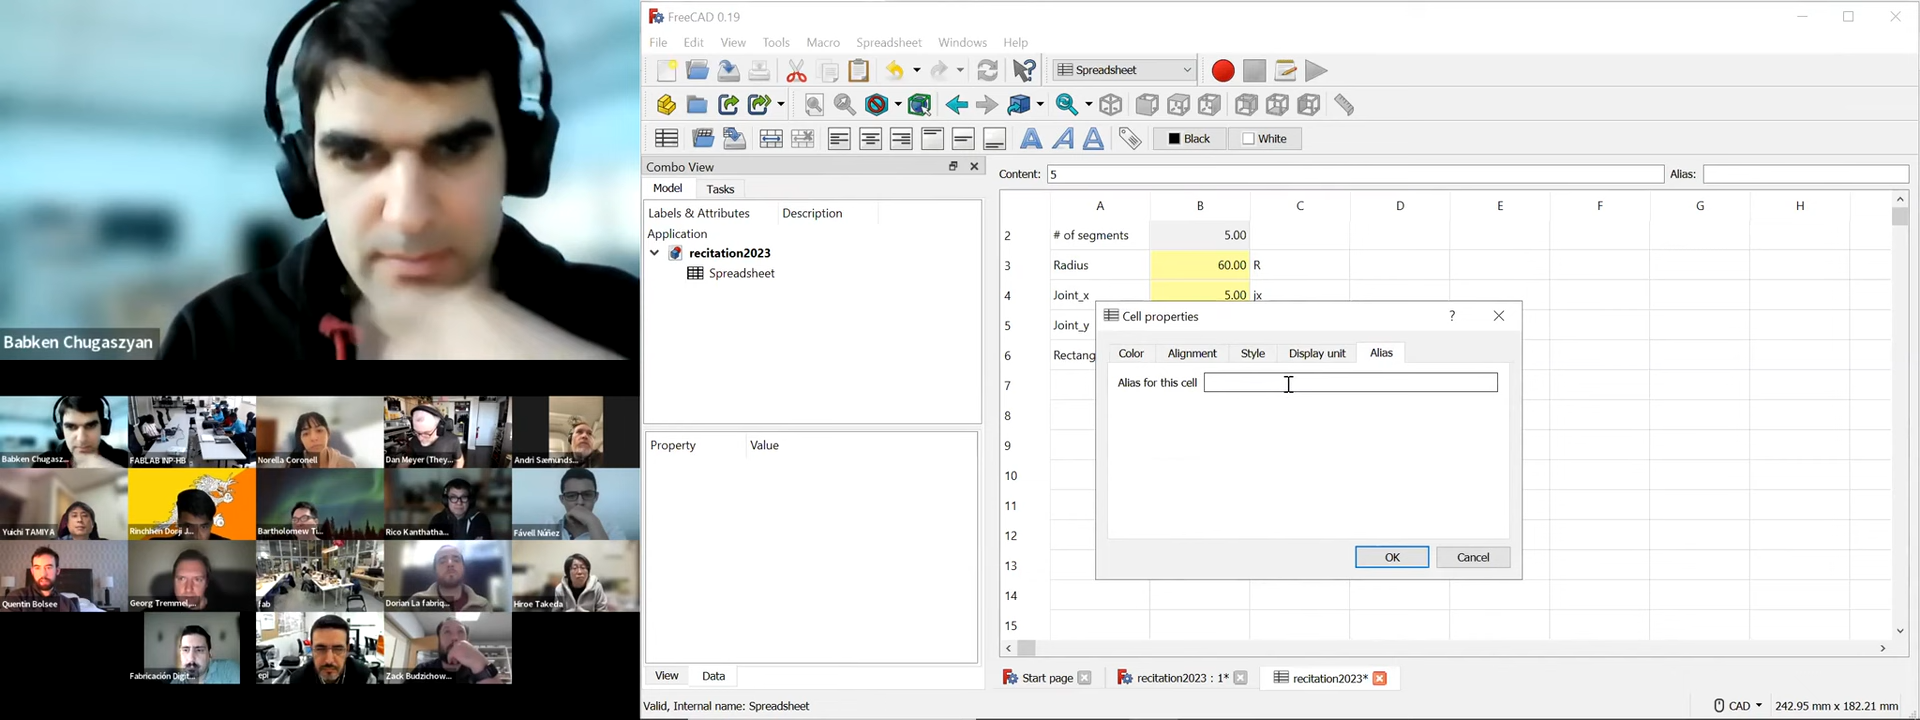 Babken Chugaszyan
Babken Chugasz...
FABLAB INP-HB
Norella Coronell
Dan Meyer (They...
Andri Sæmunds...
Yuichi TAMIYA
Rinchhen Dorji J...
Bartholomew Ti...
Rico Kanthatha...
Fávell Núñez
Quentin Bolsee
Georg Tremmel,...
fab
Dorian La fabriq...
Hiroe Takeda
Fabricación Digit...
epi
Zack Budzichow...
FreeCAD 0.19
File Edit View Tools Macro Spreadsheet Windows Help
Spreadsheet
Black White
Combo View
Model Tasks
Labels & Attributes Description
Application
recitation2023
Spreadsheet
Property Value
View Data
Content: 5 Alias:
A B C D E F G H
2 # of segments 5.00
3 Radius 60.00 R
4 Joint_x 5.00 jx
5 Joint_y
6 Rectang
7
8
9
10
11
12
13
14
15
Cell properties ?
Color Alignment Style Display unit Alias
Alias for this cell
OK Cancel
Start page recitation2023 : 1* recitation2023*
Valid, Internal name: Spreadsheet CAD 242.95 mm x 182.21 mm